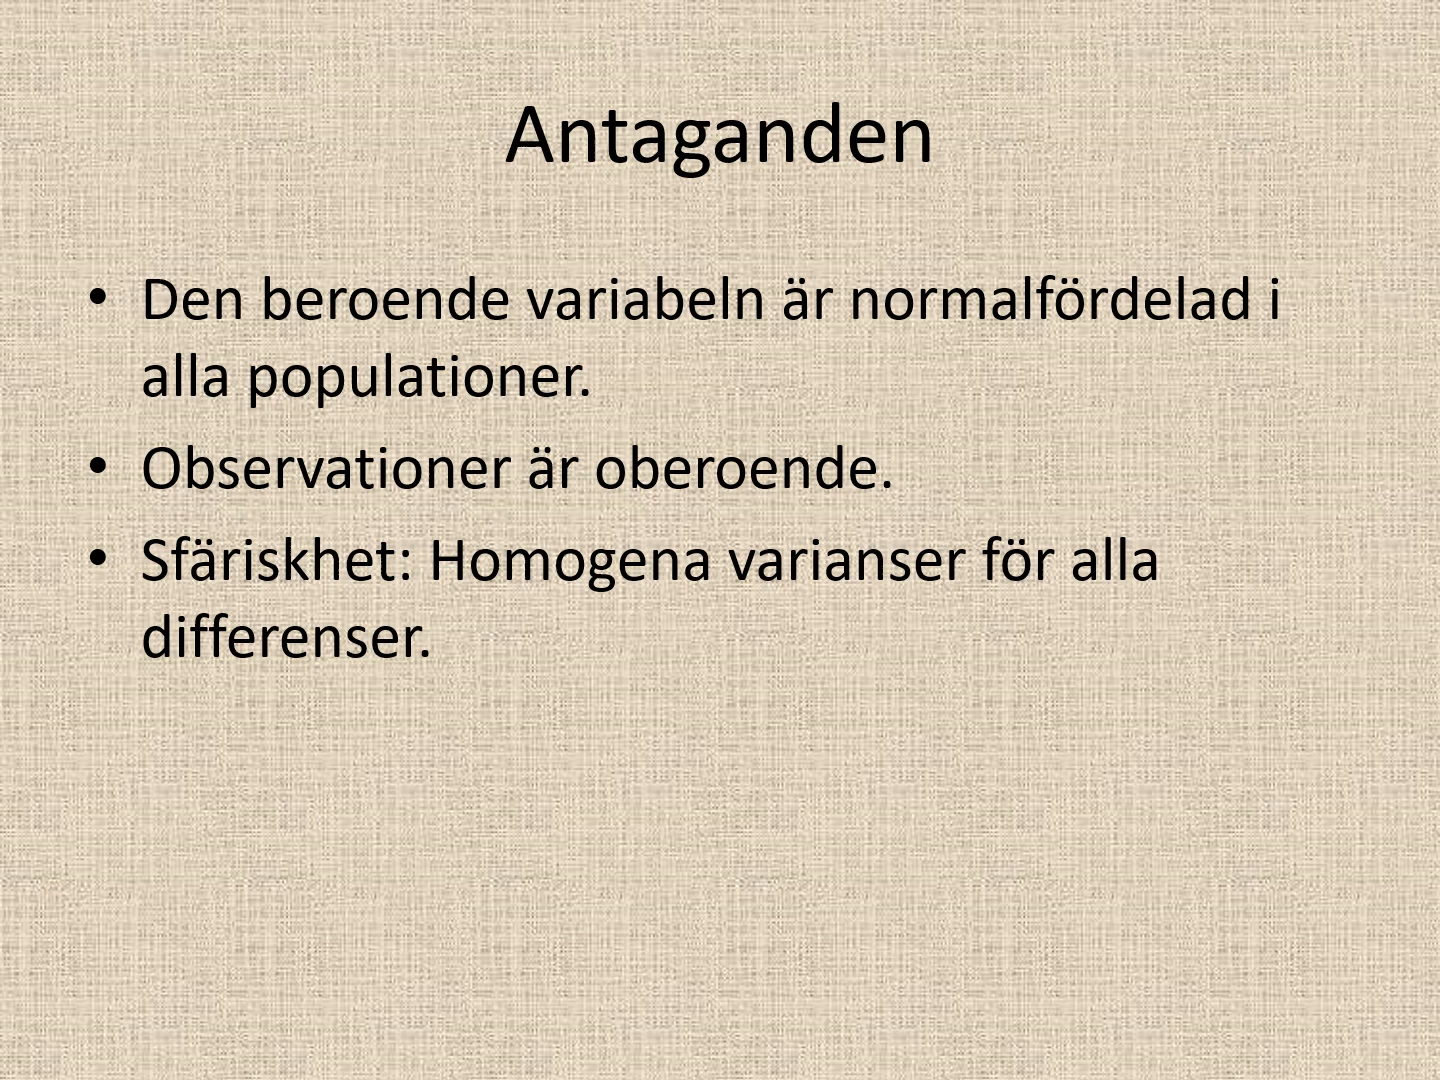 Antaganden
• Den beroende variabeln är normalfördelad i
alla populationer.
• Observationer är oberoende.
• Sfäriskhet: Homogena varianser för alla
differenser.